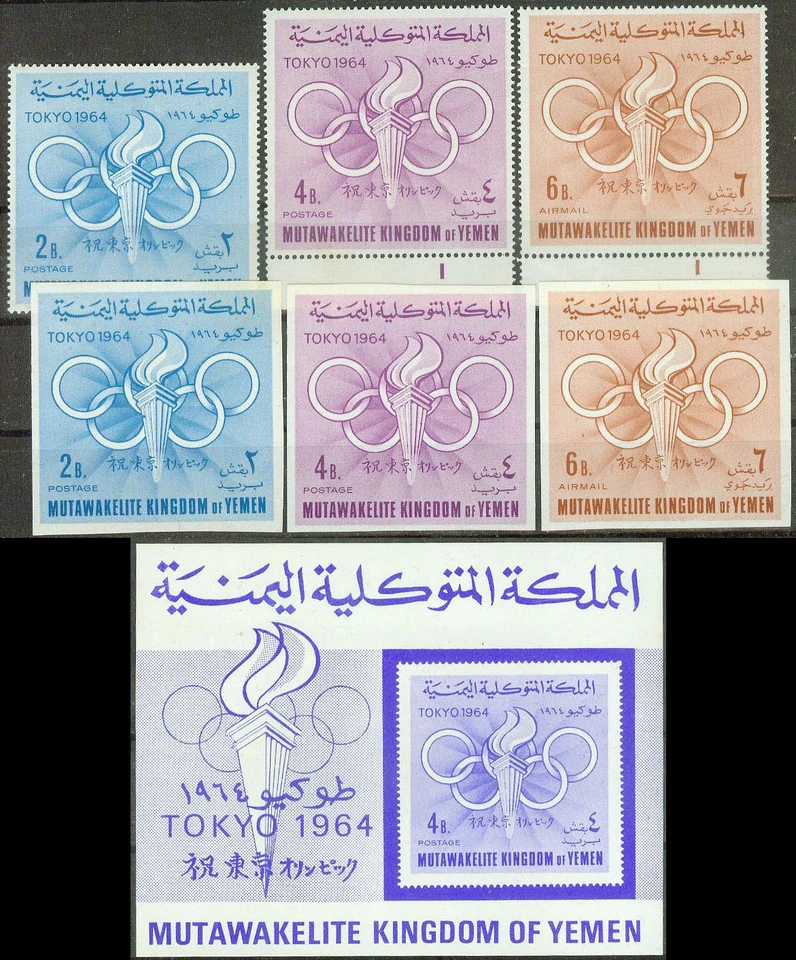 المملكة المتوكلية اليمنية
TOKYO 1964 طوكيو ١٩٦٤
2 B. 祝 東京 オリンピック ٢ بقش
POSTAGE بريد
المملكة المتوكلية اليمنية
TOKYO 1964 طوكيو ١٩٦٤
4 B. 祝 東京 オリンピック ٤ بقش
POSTAGE بريد
MUTAWAKELITE KINGDOM OF YEMEN
المملكة المتوكلية اليمنية
TOKYO 1964 طوكيو ١٩٦٤
6 B. 祝 東京 オリンピック ٦ بقش
AIRMAIL بريد جوي
MUTAWAKELITE KINGDOM OF YEMEN
المملكة المتوكلية اليمنية
TOKYO 1964 طوكيو ١٩٦٤
2 B. 祝 東京 オリンピック ٢ بقش
POSTAGE بريد
MUTAWAKELITE KINGDOM OF YEMEN
المملكة المتوكلية اليمنية
TOKYO 1964 طوكيو ١٩٦٤
4 B. 祝 東京 オリンピック ٤ بقش
POSTAGE بريد
MUTAWAKELITE KINGDOM OF YEMEN
المملكة المتوكلية اليمنية
TOKYO 1964 طوكيو ١٩٦٤
6 B. 祝 東京 オリンピック ٦ بقش
AIRMAIL بريد جوي
MUTAWAKELITE KINGDOM OF YEMEN
المملكة المتوكلية اليمنية
طوكيو ١٩٦٤
TOKYO 1964
祝 東京 オリンピック
المملكة المتوكلية اليمنية
TOKYO 1964 طوكيو ١٩٦٤
4 B. 祝 東京 オリンピック ٤ بقش
POSTAGE بريد
MUTAWAKELITE KINGDOM OF YEMEN
MUTAWAKELITE KINGDOM OF YEMEN